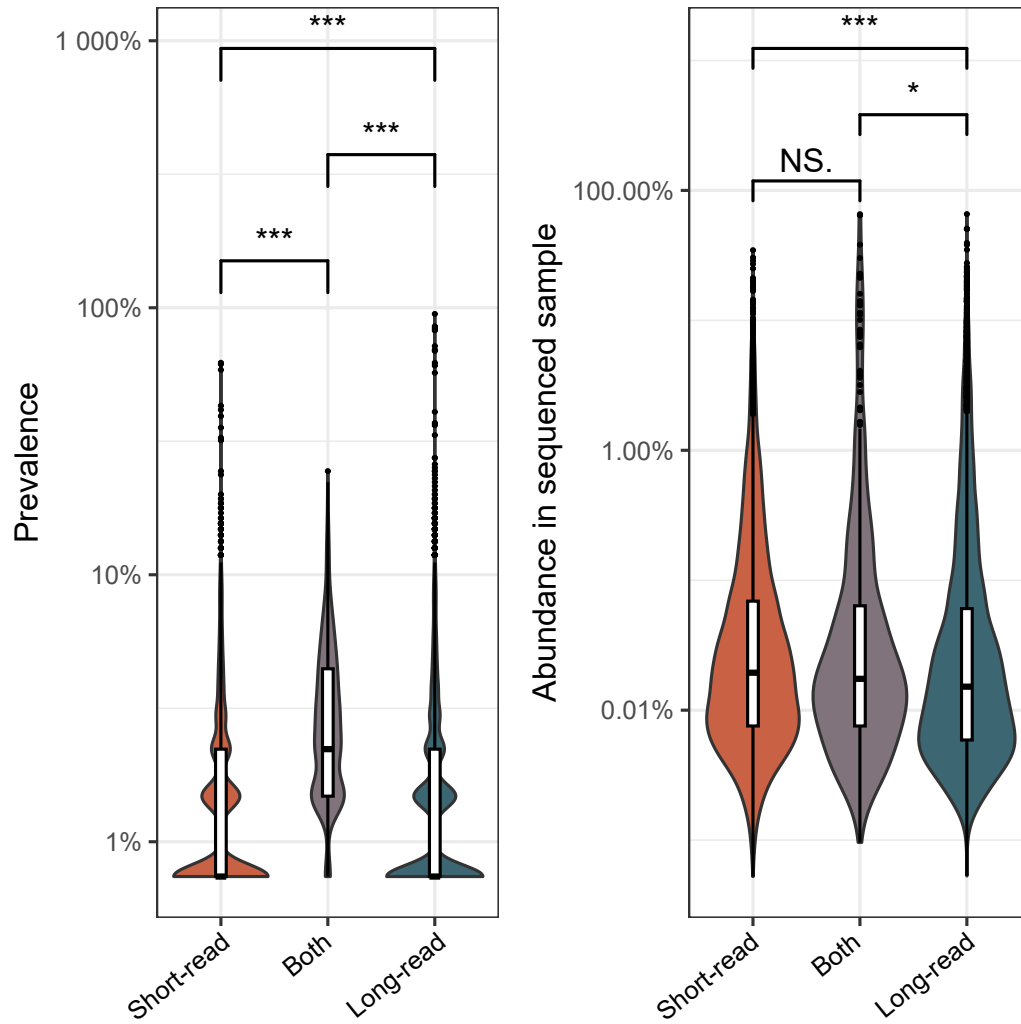 Prevalence
1 000%
100%
10%
1%
***
***
***
Short-read
Both
Long-read
Abundance in sequenced sample
100.00%
1.00%
0.01%
***
*
NS.
Short-read
Both
Long-read